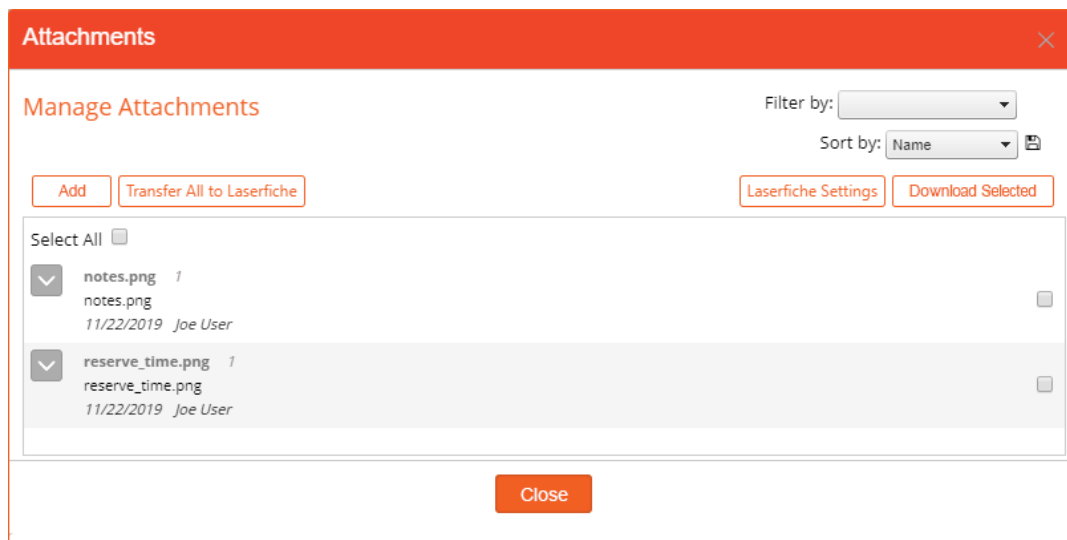 Attachments
Manage Attachments
Filter by:
Sort by: Name
Add Transfer All to Laserfiche Laserfiche Settings Download Selected
Select All
notes.png 1
notes.png
11/22/2019 Joe User
reserve_time.png 1
reserve_time.png
11/22/2019 Joe User
Close